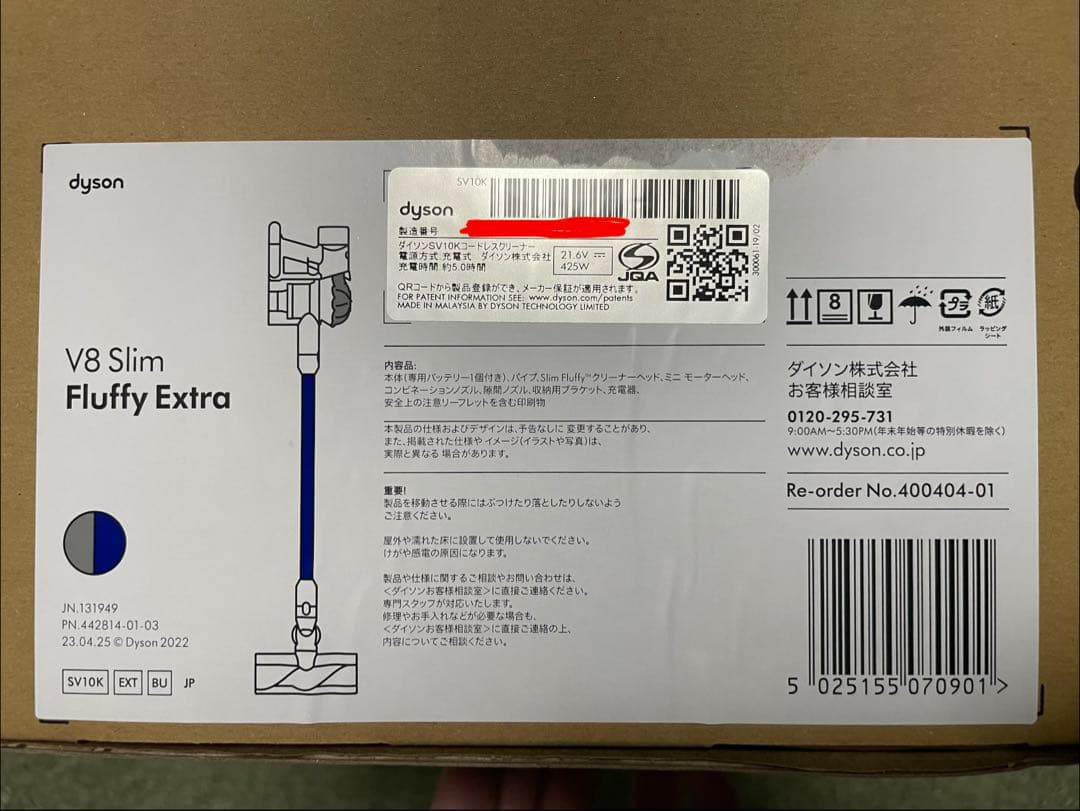 dyson
V8 Slim
Fluffy Extra
JN.131949
PN.442814-01-03
23.04.25 © Dyson 2022
SV10K EXT BU JP
SV10K
dyson
製造番号
ダイソンSV10Kコードレスクリーナー
電源方式:充電式 ダイソン株式会社
充電時間:約5.0時間
21.6V
425W
JQA
300061-19/02
QRコードから製品登録ができ、メーカー保証が適用されます。
FOR PATENT INFORMATION SEE: www.dyson.com/patents
MADE IN MALAYSIA BY DYSON TECHNOLOGY LIMITED
内容品:
本体(専用バッテリー1個付き)、パイプ、Slim Fluffy™クリーナーヘッド、ミニ モーターヘッド、
コンビネーションノズル、隙間ノズル、収納用ブラケット、充電器、
安全上の注意リーフレットを含む印刷物
本製品の仕様およびデザインは、予告なしに 変更することがあり、
また、掲載された仕様や イメージ(イラストや写真)は、
実際と異なる 場合があります。
重要!
製品を移動させる際にはぶつけたり落としたりしないよう
ご注意ください。
屋外や濡れた床に設置して使用しないでください。
けがや感電の原因になります。
製品や仕様に関するご相談やお問い合わせは、
<ダイソンお客様相談室>に直接ご連絡ください。
専門スタッフが対応いたします。
修理やお手入れなどが必要な場合も、
<ダイソンお客様相談室>に直接ご連絡の上、
内容についてご相談ください。
8
プラ
紙
外装フィルム
ラッピング
シート
ダイソン株式会社
お客様相談室
0120-295-731
9:00AM〜5:30PM(年末年始等の特別休暇を除く)
www.dyson.co.jp
Re-order No.400404-01
5 025155 070901 >